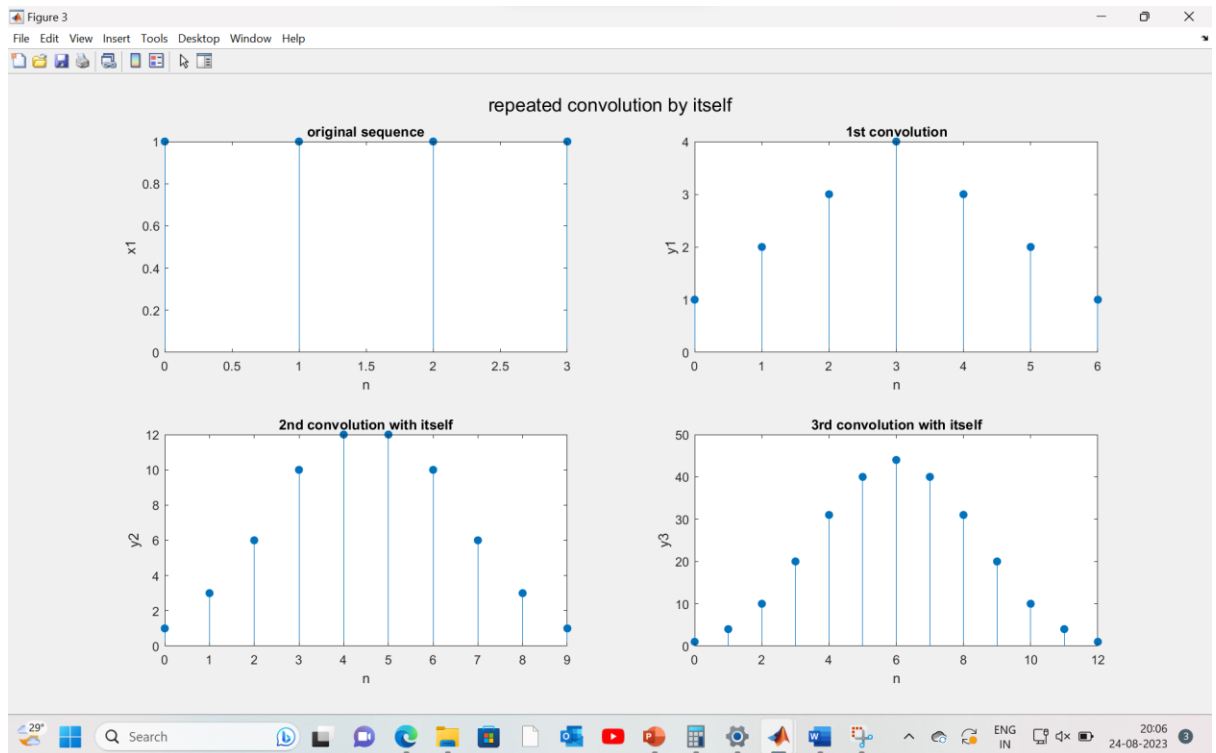 Figure 3
File Edit View Insert Tools Desktop Window Help
repeated convolution by itself
original sequence
1
0.8
0.6
0.4
0.2
0
x1
0 0.5 1 1.5 2 2.5 3
n
1st convolution
4
3
2
1
0
y1
0 1 2 3 4 5 6
n
2nd convolution with itself
12
10
8
6
4
2
0
y2
0 1 2 3 4 5 6 7 8 9
n
3rd convolution with itself
50
40
30
20
10
0
y3
0 2 4 6 8 10 12
n
29°
Search
ENG
IN
20:06
24-08-2023
3